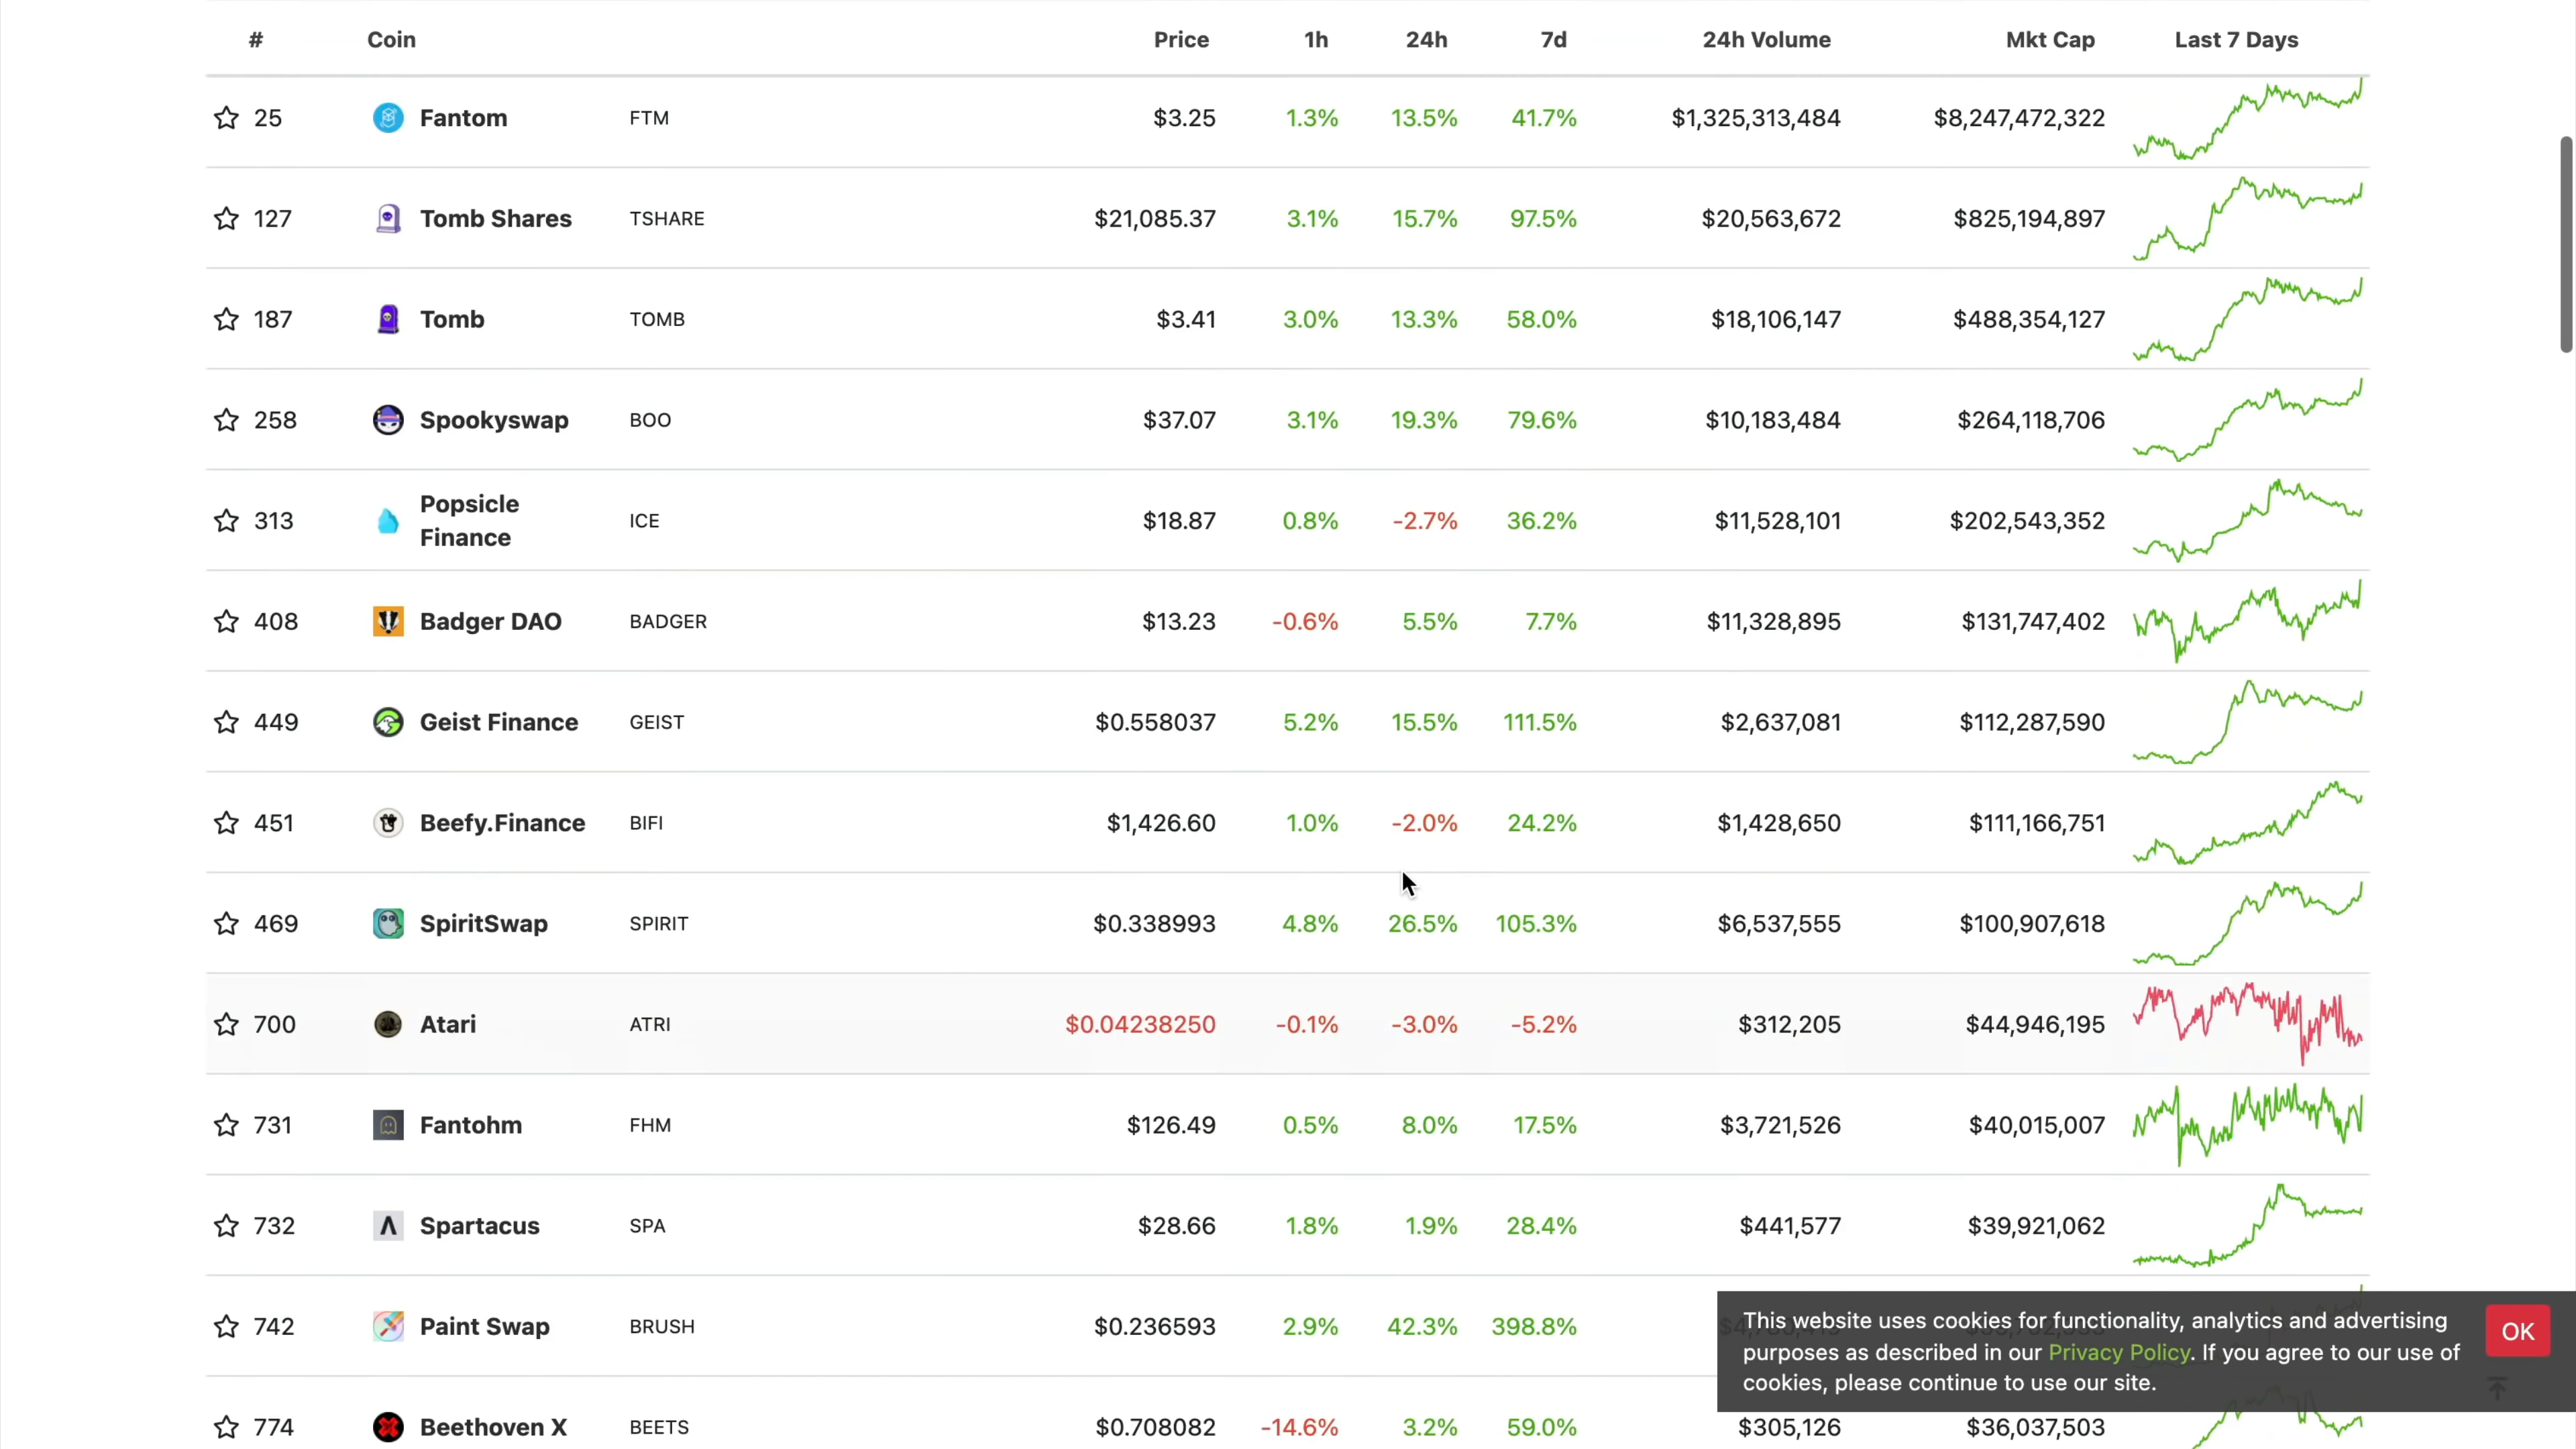 # Coin Price 1h 24h 7d 24h Volume Mkt Cap Last 7 Days
25 Fantom FTM $3.25 1.3% 13.5% 41.7% $1,325,313,484 $8,247,472,322
127 Tomb Shares TSHARE $21,085.37 3.1% 15.7% 97.5% $20,563,672 $825,194,897
187 Tomb TOMB $3.41 3.0% 13.3% 58.0% $18,106,147 $488,354,127
258 Spookyswap BOO $37.07 3.1% 19.3% 79.6% $10,183,484 $264,118,706
Popsicle
313 Finance ICE $18.87 0.8% -2.7% 36.2% $11,528,101 $202,543,352
408 Badger DAO BADGER $13.23 -0.6% 5.5% 7.7% $11,328,895 $131,747,402
449 Geist Finance GEIST $0.558037 5.2% 15.5% 111.5% $2,637,081 $112,287,590
451 Beefy.Finance BIFI $1,426.60 1.0% -2.0% 24.2% $1,428,650 $111,166,751
469 SpiritSwap SPIRIT $0.338993 4.8% 26.5% 105.3% $6,537,555 $100,907,618
700 Atari ATRI $0.04238250 -0.1% -3.0% -5.2% $312,205 $44,946,195
731 Fantohm FHM $126.49 0.5% 8.0% 17.5% $3,721,526 $40,015,007
732 Spartacus SPA $28.66 1.8% 1.9% 28.4% $441,577 $39,921,062
742 Paint Swap BRUSH $0.236593 2.9% 42.3% 398.8%
774 Beethoven X BEETS $0.708082 -14.6% 3.2% 59.0% $305,126 $36,037,503
This website uses cookies for functionality, analytics and advertising
purposes as described in our Privacy Policy. If you agree to our use of
cookies, please continue to use our site.
OK